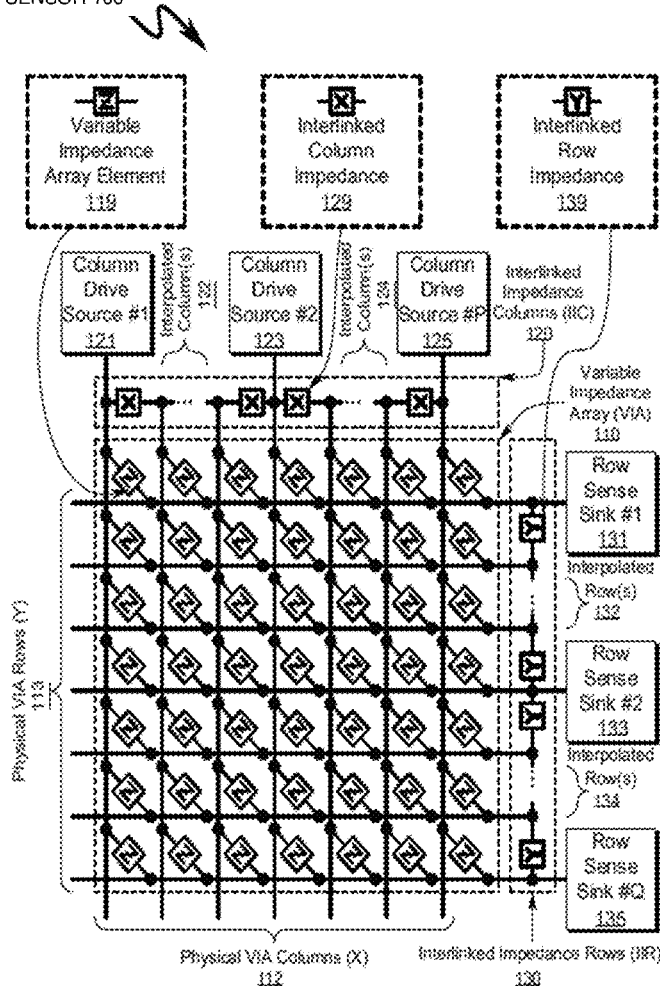 Variable
Impedance
Array Element
119
Interlinked
Column
Impedance
129
Interlinked
Row
Impedance
139
Column
Drive
Source #1
121
Interpolated
Column(s)
122
Column
Drive
Source #2
123
Interpolated
Column(s)
124
Column
Drive
Source #P
125
Interlinked
Impedance
Columns (IIC)
120
Variable
Impedance
Array (VIA)
110
Row
Sense
Sink #1
131
Interpolated
Row(s)
132
Row
Sense
Sink #2
133
Interpolated
Row(s)
134
Row
Sense
Sink #Q
135
Physical VIA Rows (Y)
113
Physical VIA Columns (X)
112
Interlinked Impedance Rows (IIR)
130